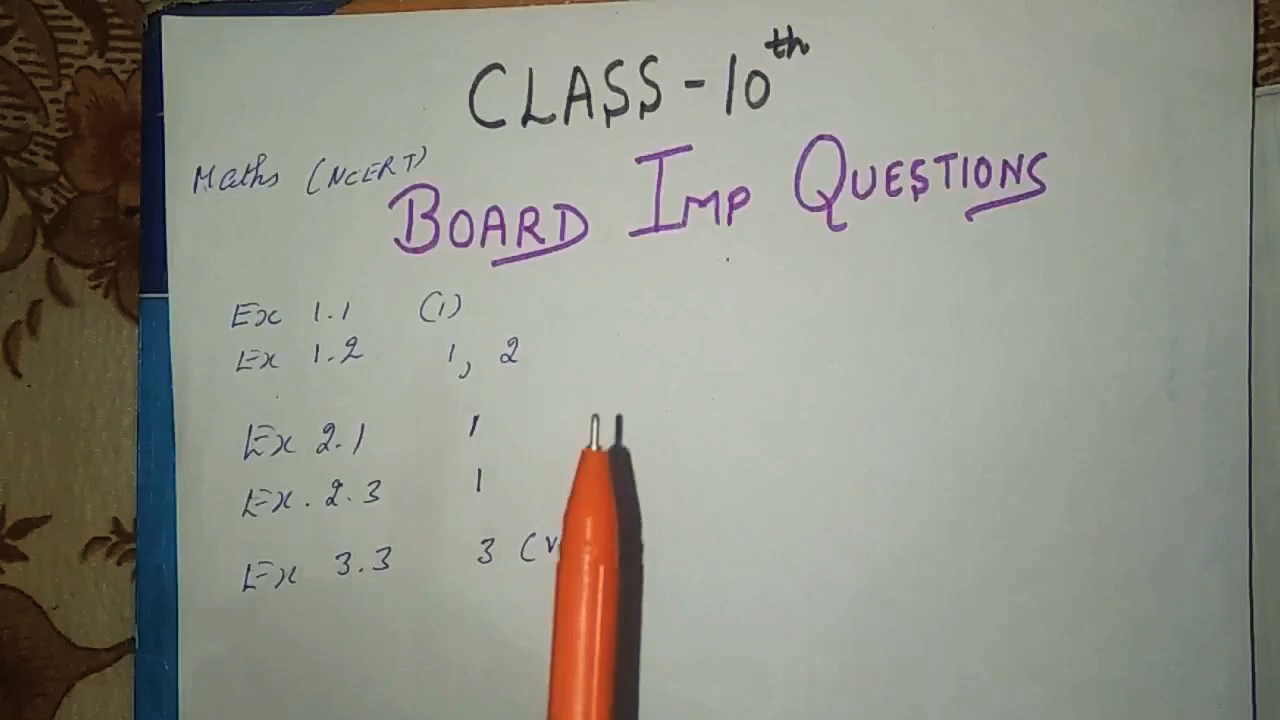 CLASS - 10th
Maths (NCERT)
BOARD IMP QUESTIONS
Ex 1.1 (1)
Ex 1.2 1, 2
Ex 2.1 1
Ex. 2.3 1
Ex 3.3 3 (v